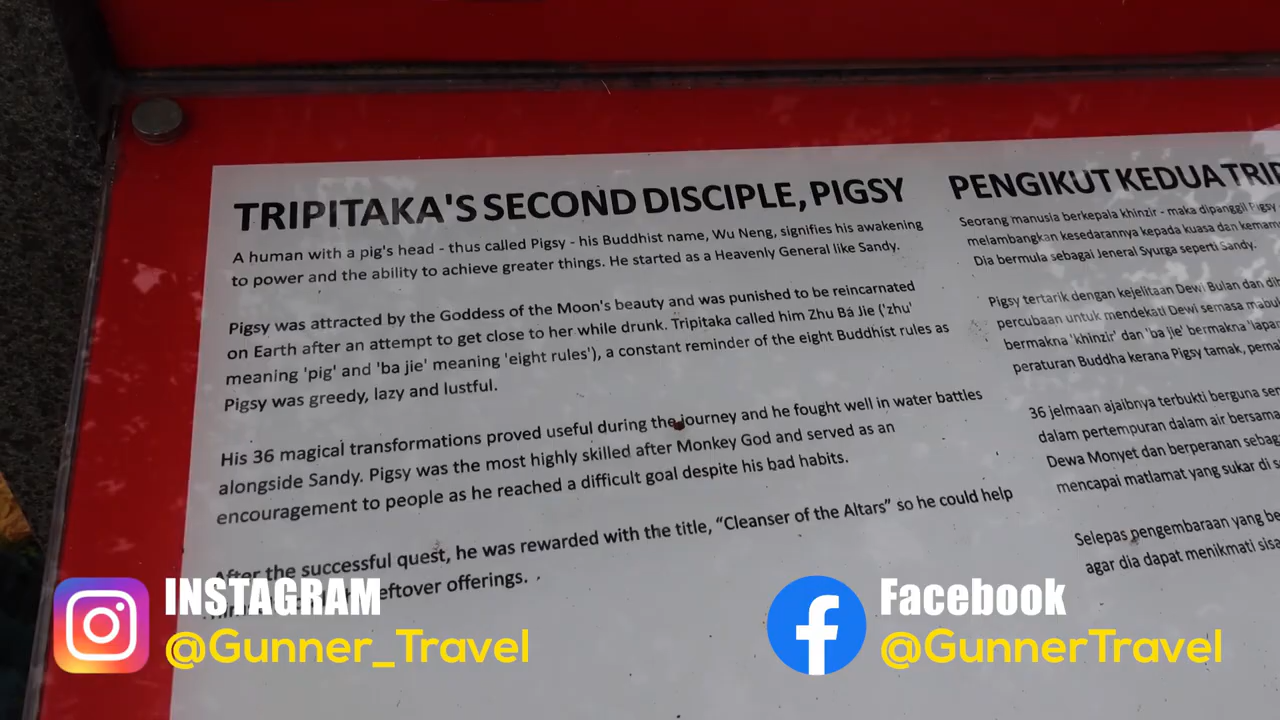 TRIPITAKA'S SECOND DISCIPLE, PIGSY
A human with a pig's head - thus called Pigsy - his Buddhist name, Wu Neng, signifies his awakening
to power and the ability to achieve greater things. He started as a Heavenly General like Sandy.
Pigsy was attracted by the Goddess of the Moon's beauty and was punished to be reincarnated
on Earth after an attempt to get close to her while drunk. Tripitaka called him Zhu Bá Jie ('zhu'
meaning 'pig' and 'ba jie' meaning 'eight rules'), a constant reminder of the eight Buddhist rules as
Pigsy was greedy, lazy and lustful.
His 36 magical transformations proved useful during the journey and he fought well in water battles
alongside Sandy. Pigsy was the most highly skilled after Monkey God and served as an
encouragement to people as he reached a difficult goal despite his bad habits.
After the successful quest, he was rewarded with the title, “Cleanser of the Altars” so he could help
leftover offerings.
PENGIKUT KEDUA TRIP
Seorang manusia berkepala khinzir - maka dipanggil Pigsy
melambangkan kesedarannya kepada kuasa dan kemam
Dia bermula sebagai Jeneral Syurga seperti Sandy.
Pigsy tertarik dengan kejelitaan Dewi Bulan dan dih
percubaan untuk mendekati Dewi semasa mabu
bermakna 'khinzir' dan 'ba jie' bermakna 'lapan
peraturan Buddha kerana Pigsy tamak, pemal
36 jelmaan ajaibnya terbukti berguna sem
dalam pertempuran dalam air bersama
Dewa Monyet dan berperanan sebag
mencapai matlamat yang sukar di s
Selepas pengembaraan yang be
agar dia dapat menikmati sisa
INSTAGRAM
@Gunner_Travel
Facebook
@GunnerTravel